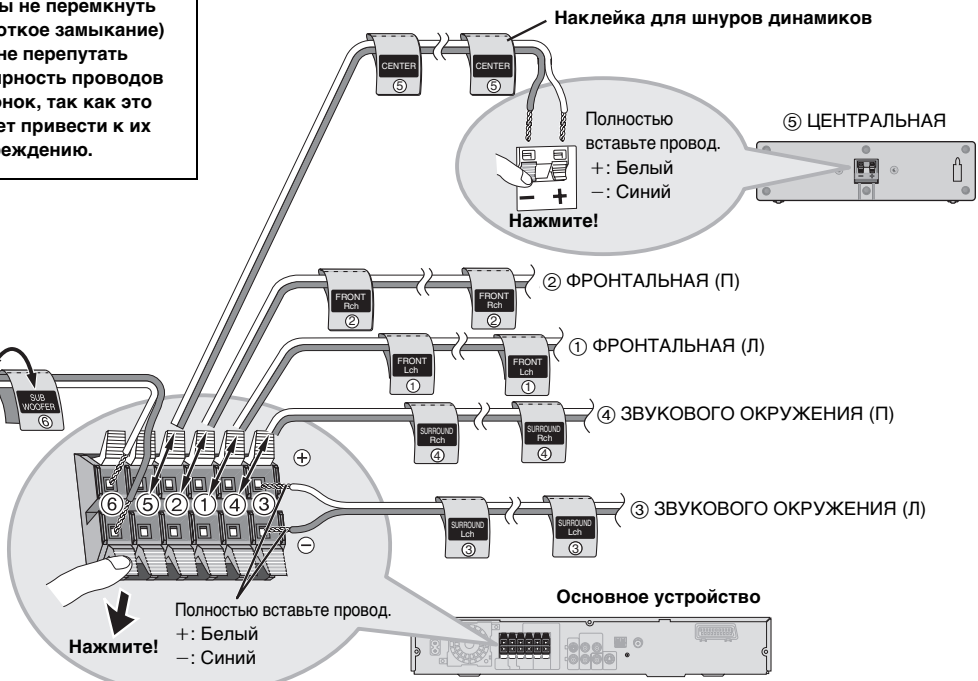 ы не перемкнуть
откое замыкание)
не перепутать
рность проводов
нок, так как это
ет привести к их
реждению.
Наклейка для шнуров динамиков
CENTER
⑤
CENTER
⑤
Полностью
вставьте провод.
+: Белый
−: Синий
− +
Нажмите!
⑤ ЦЕНТРАЛЬНАЯ
− +
FRONT
Rch
②
FRONT
Rch
②
② ФРОНТАЛЬНАЯ (П)
FRONT
Lch
①
FRONT
Lch
①
① ФРОНТАЛЬНАЯ (Л)
SUB
WOOFER
⑥
SURROUND
Rch
④
SURROUND
Rch
④
④ ЗВУКОВОГО ОКРУЖЕНИЯ (П)
+
⑥ ⑤ ② ① ④ ③
−
SURROUND
Lch
③
SURROUND
Lch
③
③ ЗВУКОВОГО ОКРУЖЕНИЯ (Л)
Полностью вставьте провод.
+: Белый
−: Синий
Нажмите!
Основное устройство